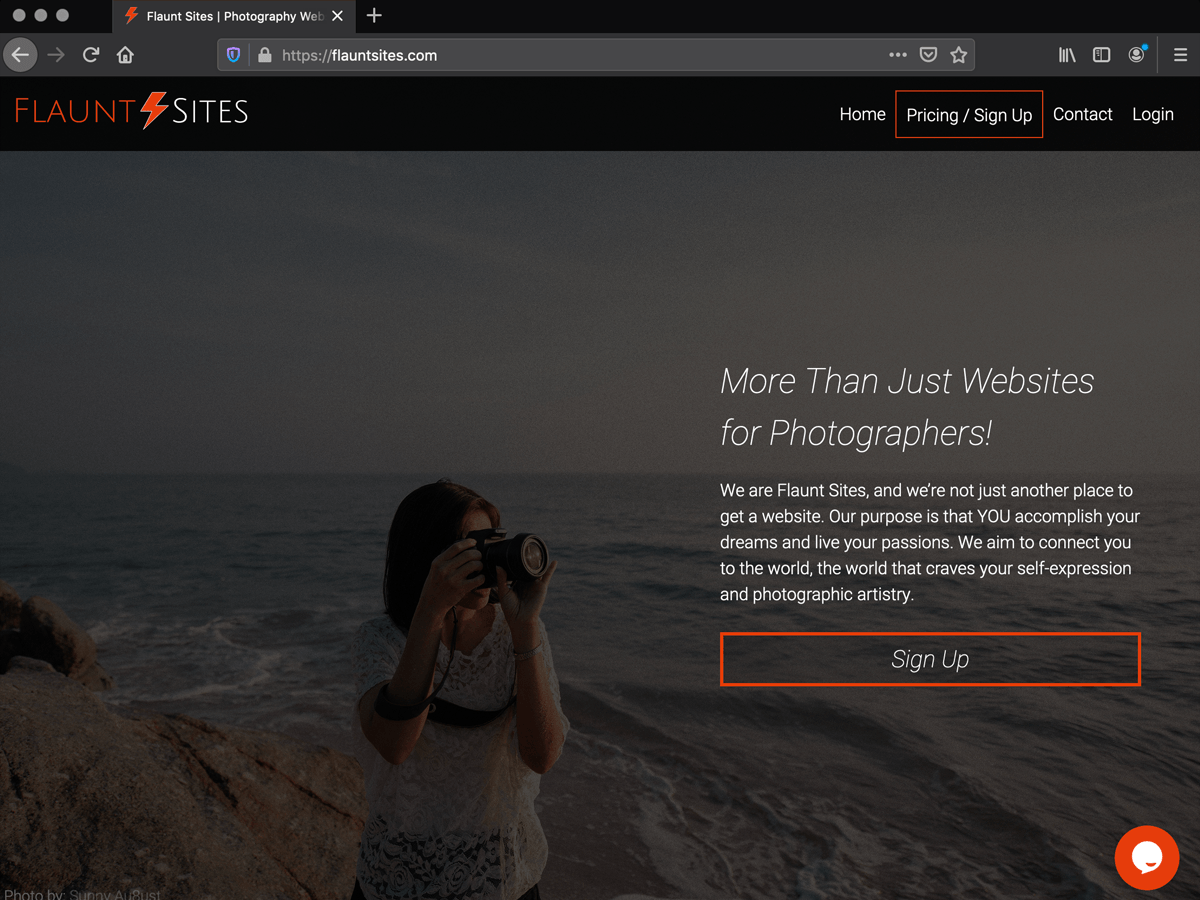 Flaunt Sites | Photography Web
https://flauntsites.com
FLAUNT SITES
Home Pricing / Sign Up Contact Login
More Than Just Websites
for Photographers!
We are Flaunt Sites, and we’re not just another place to
get a website. Our purpose is that YOU accomplish your
dreams and live your passions. We aim to connect you
to the world, the world that craves your self-expression
and photographic artistry.
Sign Up
Photo by: Sunny August